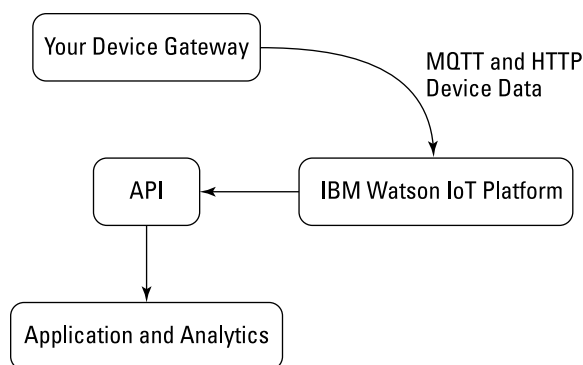 Your Device Gateway
MQTT and HTTP
Device Data
API
IBM Watson IoT Platform
Application and Analytics